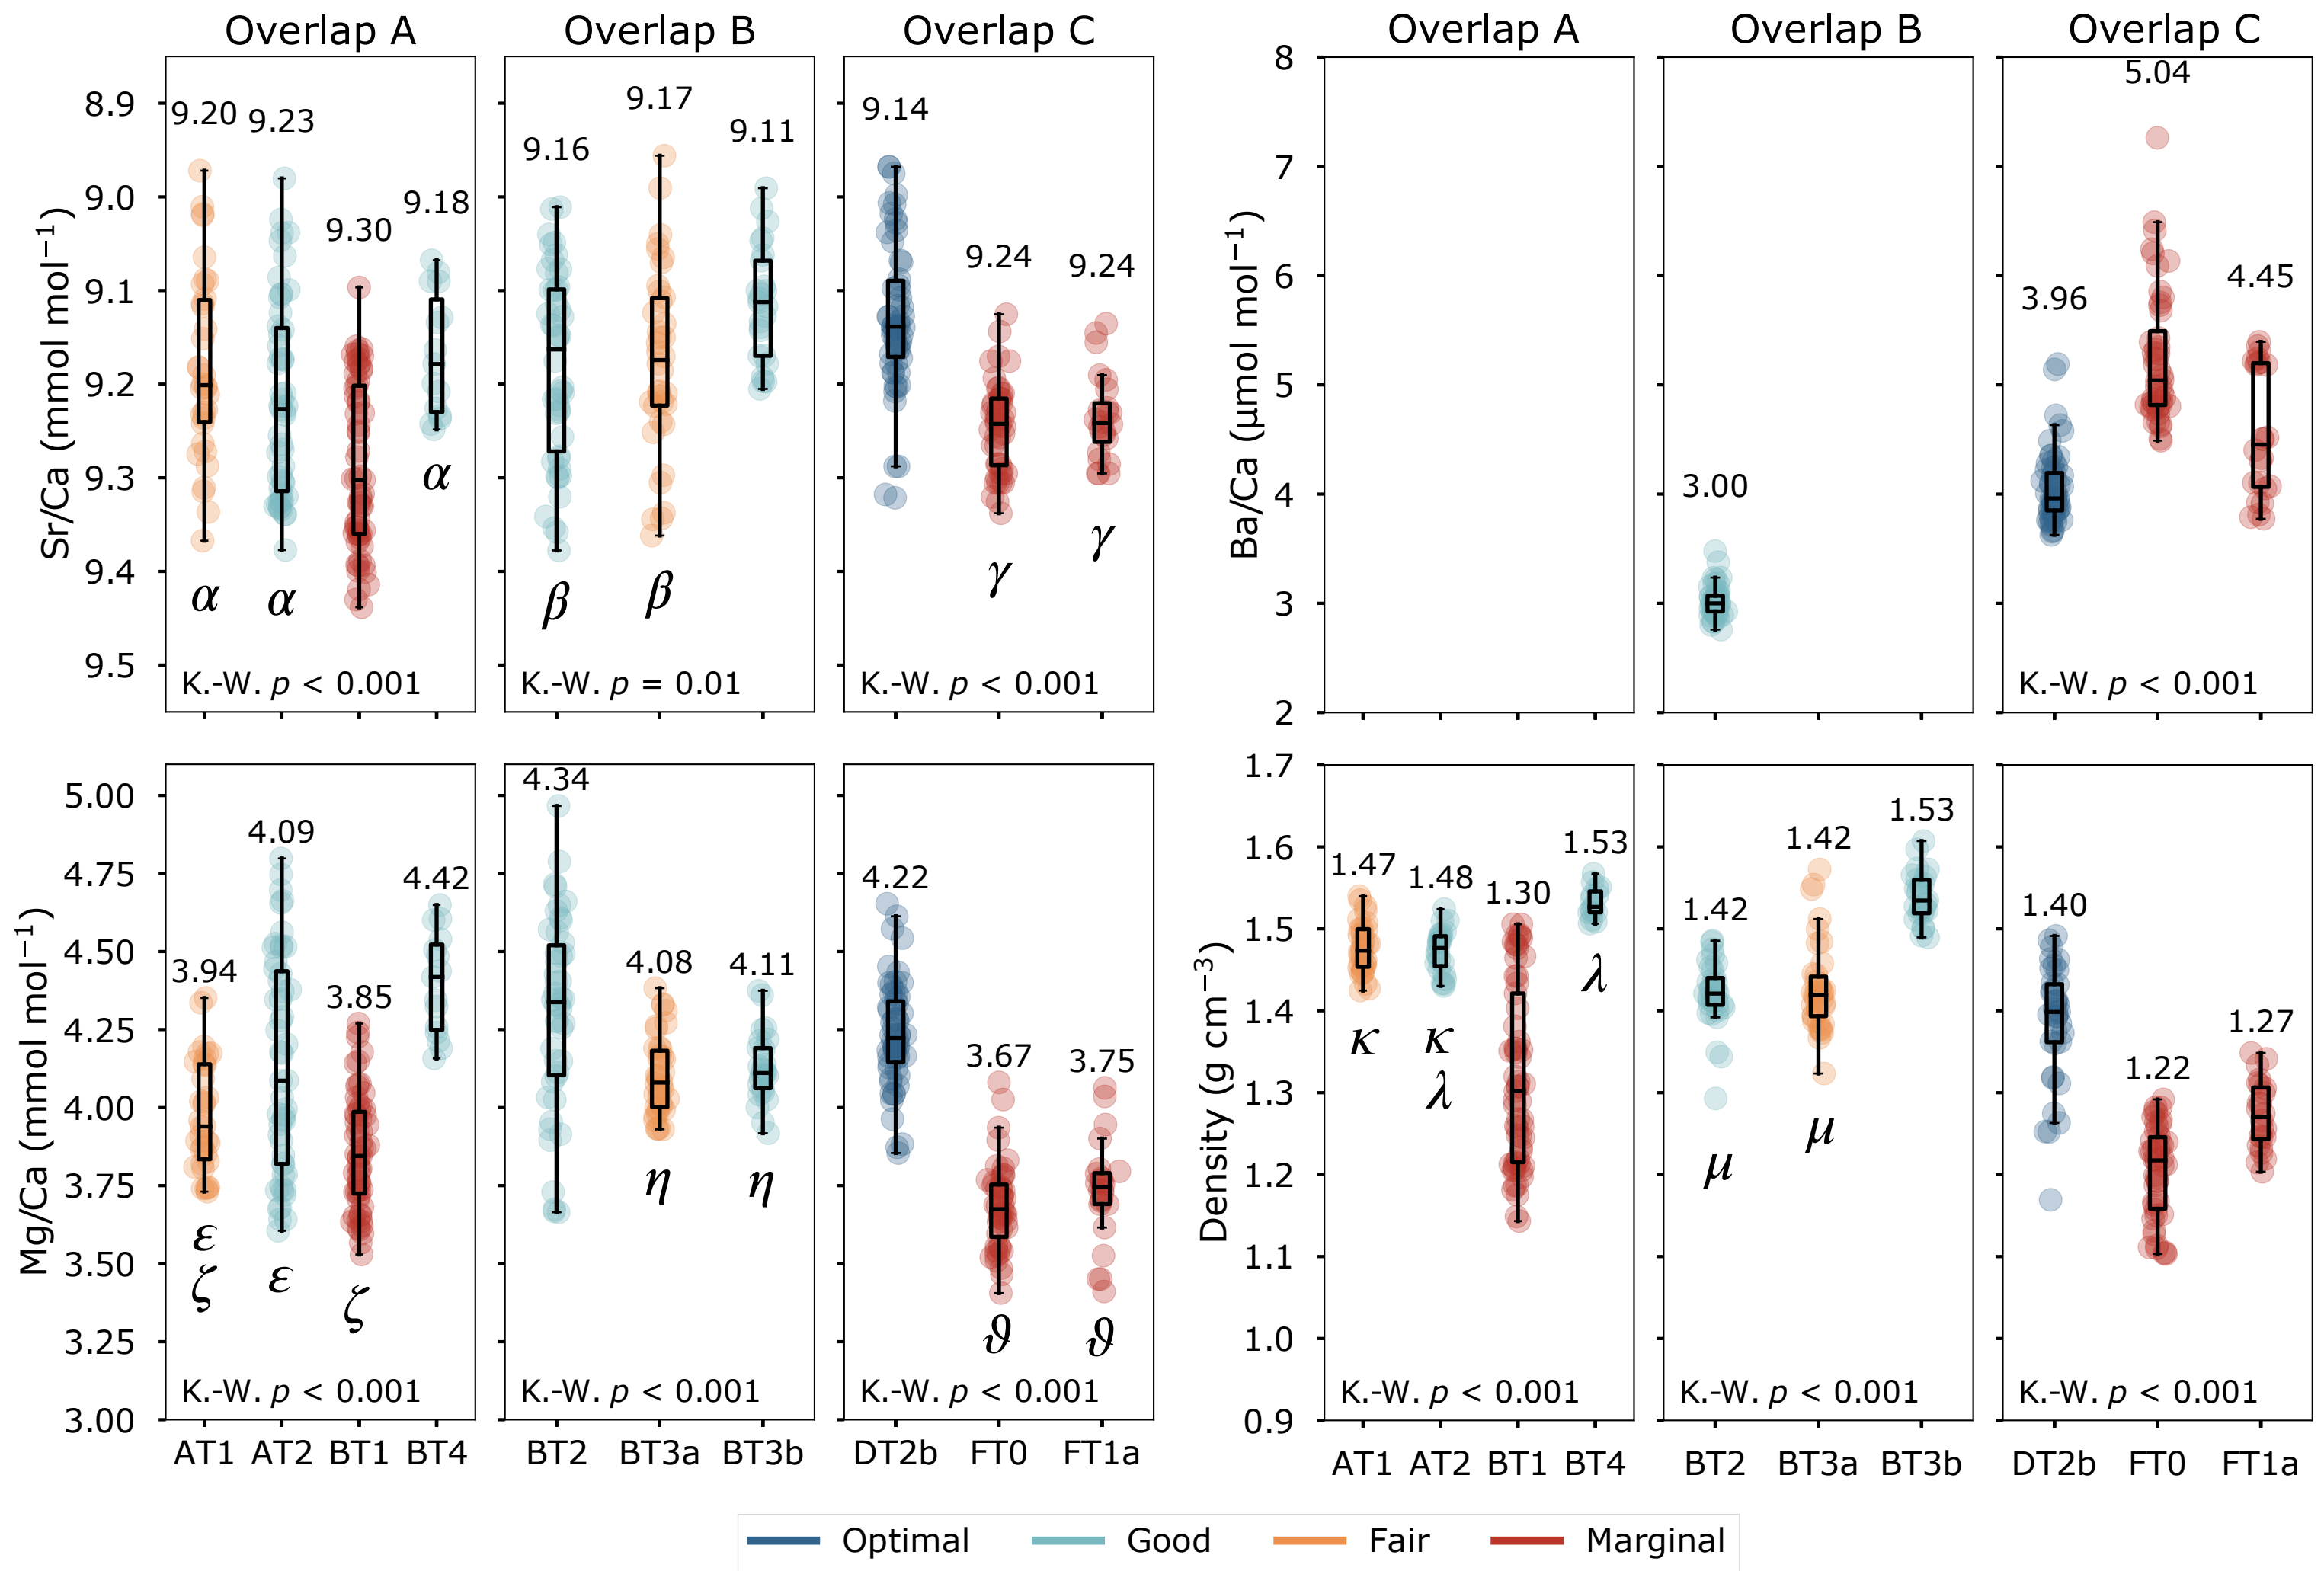 Overlap A
Overlap B
Overlap C
Sr/Ca (mmol mol⁻¹)
8.9
9.0
9.1
9.2
9.3
9.4
9.5
9.20
9.23
9.30
9.18
α
α
α
K.-W. p < 0.001
9.16
9.17
9.11
β
β
K.-W. p = 0.01
9.14
9.24
9.24
γ
γ
K.-W. p < 0.001
Overlap A
Overlap B
Overlap C
Ba/Ca (μmol mol⁻¹)
8
7
6
5
4
3
2
3.00
3.96
5.04
4.45
K.-W. p < 0.001
Mg/Ca (mmol mol⁻¹)
5.00
4.75
4.50
4.25
4.00
3.75
3.50
3.25
3.00
3.94
4.09
3.85
4.42
ε
ζ
ε
ζ
K.-W. p < 0.001
AT1 AT2 BT1 BT4
4.34
4.08
4.11
η
η
K.-W. p < 0.001
BT2 BT3a BT3b
4.22
3.67
3.75
ϑ
ϑ
K.-W. p < 0.001
DT2b FT0 FT1a
Density (g cm⁻³)
1.7
1.6
1.5
1.4
1.3
1.2
1.1
1.0
0.9
1.47
1.48
1.30
1.53
κ
κ
λ
λ
K.-W. p < 0.001
AT1 AT2 BT1 BT4
1.42
1.42
1.53
μ
μ
K.-W. p < 0.001
BT2 BT3a BT3b
1.40
1.22
1.27
K.-W. p < 0.001
DT2b FT0 FT1a
Optimal Good Fair Marginal